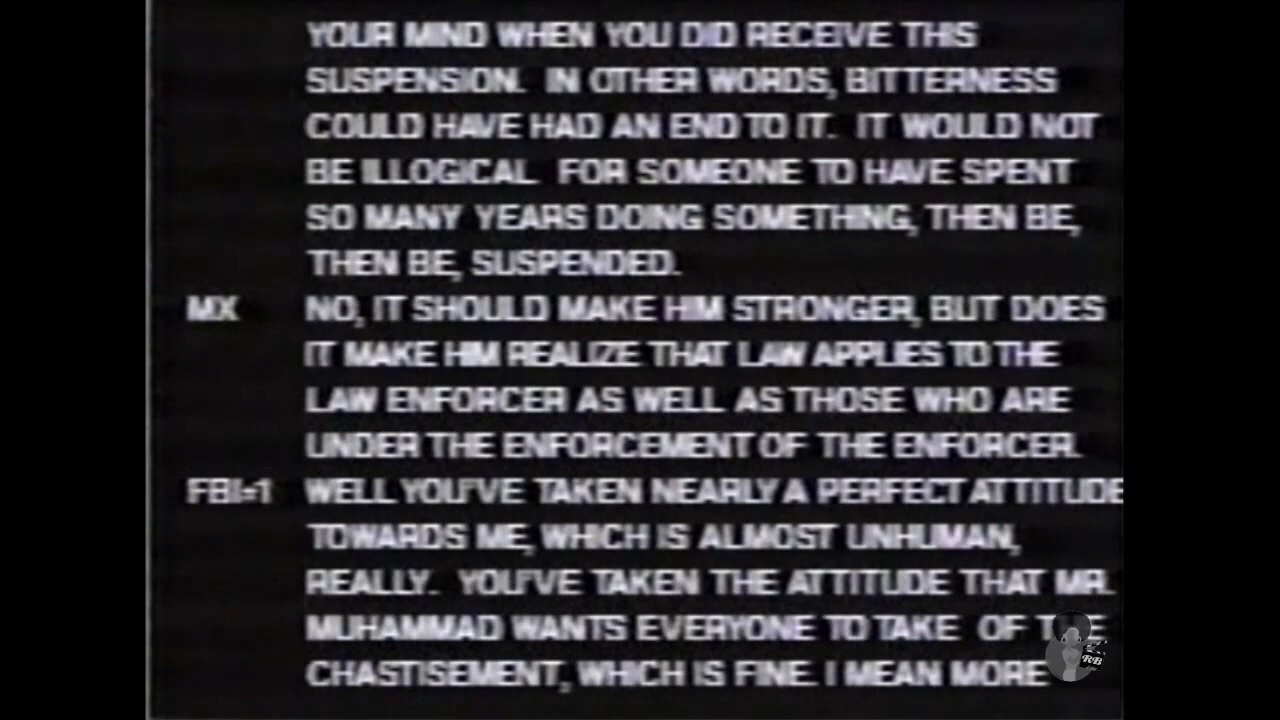 YOUR MIND WHEN YOU DID RECEIVE THIS
SUSPENSION. IN OTHER WORDS, BITTERNESS
COULD HAVE HAD AN END TO IT. IT WOULD NOT
BE ILLOGICAL FOR SOMEONE TO HAVE SPENT
SO MANY YEARS DOING SOMETHING, THEN BE,
THEN BE, SUSPENDED.
MX NO, IT SHOULD MAKE HIM STRONGER, BUT DOES
IT MAKE HIM REALIZE THAT LAW APPLIES TO THE
LAW ENFORCER AS WELL AS THOSE WHO ARE
UNDER THE ENFORCEMENT OF THE ENFORCER.
FBI#1 WELL YOU'VE TAKEN NEARLY A PERFECT ATTITUDE
TOWARDS ME, WHICH IS ALMOST UNHUMAN,
REALLY. YOU'VE TAKEN THE ATTITUDE THAT MR.
MUHAMMAD WANTS EVERYONE TO TAKE OF THE
CHASTISEMENT, WHICH IS FINE. I MEAN MORE
RB